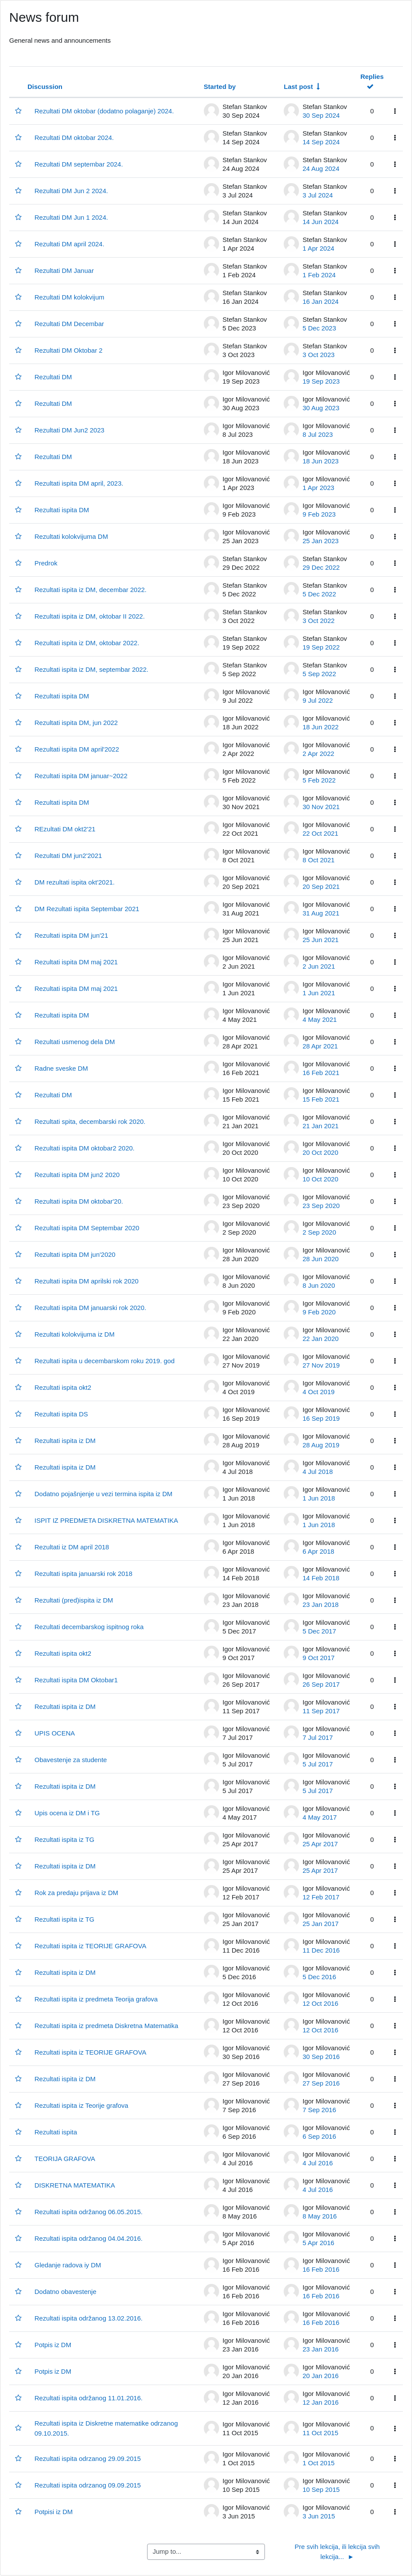 News forum
General news and announcements
Replies
Discussion Started by Last post
Rezultati DM oktobar (dodatno polaganje) 2024. Stefan Stankov 30 Sep 2024 Stefan Stankov 30 Sep 2024 0
Rezultati DM oktobar 2024. Stefan Stankov 14 Sep 2024 Stefan Stankov 14 Sep 2024 0
Rezultati DM septembar 2024. Stefan Stankov 24 Aug 2024 Stefan Stankov 24 Aug 2024 0
Rezultati DM Jun 2 2024. Stefan Stankov 3 Jul 2024 Stefan Stankov 3 Jul 2024 0
Rezultati DM Jun 1 2024. Stefan Stankov 14 Jun 2024 Stefan Stankov 14 Jun 2024 0
Rezultati DM april 2024. Stefan Stankov 1 Apr 2024 Stefan Stankov 1 Apr 2024 0
Rezultati DM Januar Stefan Stankov 1 Feb 2024 Stefan Stankov 1 Feb 2024 0
Rezultati DM kolokvijum Stefan Stankov 16 Jan 2024 Stefan Stankov 16 Jan 2024 0
Rezultati DM Decembar Stefan Stankov 5 Dec 2023 Stefan Stankov 5 Dec 2023 0
Rezultati DM Oktobar 2 Stefan Stankov 3 Oct 2023 Stefan Stankov 3 Oct 2023 0
Rezultati DM Igor Milovanović 19 Sep 2023 Igor Milovanović 19 Sep 2023 0
Rezultati DM Igor Milovanović 30 Aug 2023 Igor Milovanović 30 Aug 2023 0
Rezultati DM Jun2 2023 Igor Milovanović 8 Jul 2023 Igor Milovanović 8 Jul 2023 0
Rezultati DM Igor Milovanović 18 Jun 2023 Igor Milovanović 18 Jun 2023 0
Rezultati ispita DM april, 2023. Igor Milovanović 1 Apr 2023 Igor Milovanović 1 Apr 2023 0
Rezultati ispita DM Igor Milovanović 9 Feb 2023 Igor Milovanović 9 Feb 2023 0
Rezultati kolokvijuma DM Igor Milovanović 25 Jan 2023 Igor Milovanović 25 Jan 2023 0
Predrok Stefan Stankov 29 Dec 2022 Stefan Stankov 29 Dec 2022 0
Rezultati ispita iz DM, decembar 2022. Stefan Stankov 5 Dec 2022 Stefan Stankov 5 Dec 2022 0
Rezultati ispita iz DM, oktobar II 2022. Stefan Stankov 3 Oct 2022 Stefan Stankov 3 Oct 2022 0
Rezultati ispita iz DM, oktobar 2022. Stefan Stankov 19 Sep 2022 Stefan Stankov 19 Sep 2022 0
Rezultati ispita iz DM, septembar 2022. Stefan Stankov 5 Sep 2022 Stefan Stankov 5 Sep 2022 0
Rezultati ispita DM Igor Milovanović 9 Jul 2022 Igor Milovanović 9 Jul 2022 0
Rezultati ispita DM, jun 2022 Igor Milovanović 18 Jun 2022 Igor Milovanović 18 Jun 2022 0
Rezultati ispita DM april'2022 Igor Milovanović 2 Apr 2022 Igor Milovanović 2 Apr 2022 0
Rezultati ispita DM januar~2022 Igor Milovanović 5 Feb 2022 Igor Milovanović 5 Feb 2022 0
Rezultati ispita DM Igor Milovanović 30 Nov 2021 Igor Milovanović 30 Nov 2021 0
REzultati DM okt2'21 Igor Milovanović 22 Oct 2021 Igor Milovanović 22 Oct 2021 0
Rezultati DM jun2'2021 Igor Milovanović 8 Oct 2021 Igor Milovanović 8 Oct 2021 0
DM rezultati ispita okt'2021. Igor Milovanović 20 Sep 2021 Igor Milovanović 20 Sep 2021 0
DM Rezultati ispita Septembar 2021 Igor Milovanović 31 Aug 2021 Igor Milovanović 31 Aug 2021 0
Rezultati ispita DM jun'21 Igor Milovanović 25 Jun 2021 Igor Milovanović 25 Jun 2021 0
Rezultati ispita DM maj 2021 Igor Milovanović 2 Jun 2021 Igor Milovanović 2 Jun 2021 0
Rezultati ispita DM maj 2021 Igor Milovanović 1 Jun 2021 Igor Milovanović 1 Jun 2021 0
Rezultati ispita DM Igor Milovanović 4 May 2021 Igor Milovanović 4 May 2021 0
Rezultati usmenog dela DM Igor Milovanović 28 Apr 2021 Igor Milovanović 28 Apr 2021 0
Radne sveske DM Igor Milovanović 16 Feb 2021 Igor Milovanović 16 Feb 2021 0
Rezultati DM Igor Milovanović 15 Feb 2021 Igor Milovanović 15 Feb 2021 0
Rezultati spita, decembarski rok 2020. Igor Milovanović 21 Jan 2021 Igor Milovanović 21 Jan 2021 0
Rezultati ispita DM oktobar2 2020. Igor Milovanović 20 Oct 2020 Igor Milovanović 20 Oct 2020 0
Rezultati ispita DM jun2 2020 Igor Milovanović 10 Oct 2020 Igor Milovanović 10 Oct 2020 0
Rezultati ispita DM oktobar'20. Igor Milovanović 23 Sep 2020 Igor Milovanović 23 Sep 2020 0
Rezultati ispita DM Septembar 2020 Igor Milovanović 2 Sep 2020 Igor Milovanović 2 Sep 2020 0
Rezultati ispita DM jun'2020 Igor Milovanović 28 Jun 2020 Igor Milovanović 28 Jun 2020 0
Rezultati ispita DM aprilski rok 2020 Igor Milovanović 8 Jun 2020 Igor Milovanović 8 Jun 2020 0
Rezultati ispita DM januarski rok 2020. Igor Milovanović 9 Feb 2020 Igor Milovanović 9 Feb 2020 0
Rezultati kolokvijuma iz DM Igor Milovanović 22 Jan 2020 Igor Milovanović 22 Jan 2020 0
Rezultati ispita u decembarskom roku 2019. god Igor Milovanović 27 Nov 2019 Igor Milovanović 27 Nov 2019 0
Rezultati ispita okt2 Igor Milovanović 4 Oct 2019 Igor Milovanović 4 Oct 2019 0
Rezultati ispita DS Igor Milovanović 16 Sep 2019 Igor Milovanović 16 Sep 2019 0
Rezultati ispita iz DM Igor Milovanović 28 Aug 2019 Igor Milovanović 28 Aug 2019 0
Rezultati ispita iz DM Igor Milovanović 4 Jul 2018 Igor Milovanović 4 Jul 2018 0
Dodatno pojašnjenje u vezi termina ispita iz DM Igor Milovanović 1 Jun 2018 Igor Milovanović 1 Jun 2018 0
ISPIT IZ PREDMETA DISKRETNA MATEMATIKA Igor Milovanović 1 Jun 2018 Igor Milovanović 1 Jun 2018 0
Rezultati iz DM april 2018 Igor Milovanović 6 Apr 2018 Igor Milovanović 6 Apr 2018 0
Rezultati ispita januarski rok 2018 Igor Milovanović 14 Feb 2018 Igor Milovanović 14 Feb 2018 0
Rezultati (pred)ispita iz DM Igor Milovanović 23 Jan 2018 Igor Milovanović 23 Jan 2018 0
Rezultati decembarskog ispitnog roka Igor Milovanović 5 Dec 2017 Igor Milovanović 5 Dec 2017 0
Rezultati ispita okt2 Igor Milovanović 9 Oct 2017 Igor Milovanović 9 Oct 2017 0
Rezultati ispita DM Oktobar1 Igor Milovanović 26 Sep 2017 Igor Milovanović 26 Sep 2017 0
Rezultati ispita iz DM Igor Milovanović 11 Sep 2017 Igor Milovanović 11 Sep 2017 0
UPIS OCENA Igor Milovanović 7 Jul 2017 Igor Milovanović 7 Jul 2017 0
Obavestenje za studente Igor Milovanović 5 Jul 2017 Igor Milovanović 5 Jul 2017 0
Rezultati ispita iz DM Igor Milovanović 5 Jul 2017 Igor Milovanović 5 Jul 2017 0
Upis ocena iz DM i TG Igor Milovanović 4 May 2017 Igor Milovanović 4 May 2017 0
Rezultati ispita iz TG Igor Milovanović 25 Apr 2017 Igor Milovanović 25 Apr 2017 0
Rezultati ispita iz DM Igor Milovanović 25 Apr 2017 Igor Milovanović 25 Apr 2017 0
Rok za predaju prijava iz DM Igor Milovanović 12 Feb 2017 Igor Milovanović 12 Feb 2017 0
Rezultati ispita iz TG Igor Milovanović 25 Jan 2017 Igor Milovanović 25 Jan 2017 0
Rezultati ispita iz TEORIJE GRAFOVA Igor Milovanović 11 Dec 2016 Igor Milovanović 11 Dec 2016 0
Rezultati ispita iz DM Igor Milovanović 5 Dec 2016 Igor Milovanović 5 Dec 2016 0
Rezultati ispita iz predmeta Teorija grafova Igor Milovanović 12 Oct 2016 Igor Milovanović 12 Oct 2016 0
Rezultati ispita iz predmeta Diskretna Matematika Igor Milovanović 12 Oct 2016 Igor Milovanović 12 Oct 2016 0
Rezultati ispita iz TEORIJE GRAFOVA Igor Milovanović 30 Sep 2016 Igor Milovanović 30 Sep 2016 0
Rezultati ispita iz DM Igor Milovanović 27 Sep 2016 Igor Milovanović 27 Sep 2016 0
Rezultati ispita iz Teorije grafova Igor Milovanović 7 Sep 2016 Igor Milovanović 7 Sep 2016 0
Rezultati ispita Igor Milovanović 6 Sep 2016 Igor Milovanović 6 Sep 2016 0
TEORIJA GRAFOVA Igor Milovanović 4 Jul 2016 Igor Milovanović 4 Jul 2016 0
DISKRETNA MATEMATIKA Igor Milovanović 4 Jul 2016 Igor Milovanović 4 Jul 2016 0
Rezultati ispita održanog 06.05.2015. Igor Milovanović 8 May 2016 Igor Milovanović 8 May 2016 0
Rezultati ispita održanog 04.04.2016. Igor Milovanović 5 Apr 2016 Igor Milovanović 5 Apr 2016 0
Gledanje radova iy DM Igor Milovanović 16 Feb 2016 Igor Milovanović 16 Feb 2016 0
Dodatno obavestenje Igor Milovanović 16 Feb 2016 Igor Milovanović 16 Feb 2016 0
Rezultati ispita održanog 13.02.2016. Igor Milovanović 16 Feb 2016 Igor Milovanović 16 Feb 2016 0
Potpis iz DM Igor Milovanović 23 Jan 2016 Igor Milovanović 23 Jan 2016 0
Potpis iz DM Igor Milovanović 20 Jan 2016 Igor Milovanović 20 Jan 2016 0
Rezultati ispita održanog 11.01.2016. Igor Milovanović 12 Jan 2016 Igor Milovanović 12 Jan 2016 0
Rezultati ispita iz Diskretne matematike odrzanog
09.10.2015. Igor Milovanović 11 Oct 2015 Igor Milovanović 11 Oct 2015 0
Rezultati ispita odrzanog 29.09.2015 Igor Milovanović 1 Oct 2015 Igor Milovanović 1 Oct 2015 0
Rezultati ispita odrzanog 09.09.2015 Igor Milovanović 10 Sep 2015 Igor Milovanović 10 Sep 2015 0
Potpisi iz DM Igor Milovanović 3 Jun 2015 Igor Milovanović 3 Jun 2015 0
Jump to...
Pre svih lekcija, ili lekcija svih
lekcija... ►